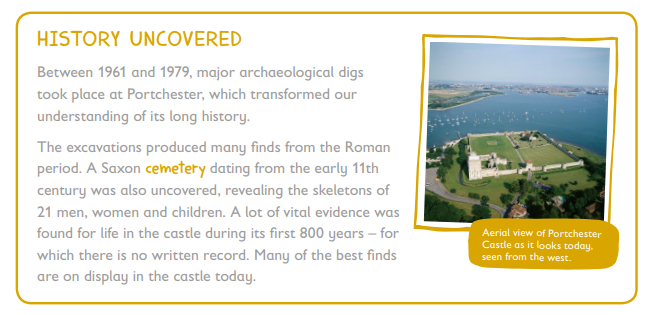 HISTORY UNCOVERED
Between 1961 and 1979, major archaeological digs
took place at Portchester, which transformed our
understanding of its long history.
The excavations produced many finds from the Roman
period. A Saxon cemetery dating from the early 11th
century was also uncovered, revealing the skeletons of
21 men, women and children. A lot of vital evidence was
found for life in the castle during its first 800 years – for
which there is no written record. Many of the best finds
are on display in the castle today.
Aerial view of Portchester
Castle as it looks today,
seen from the west.